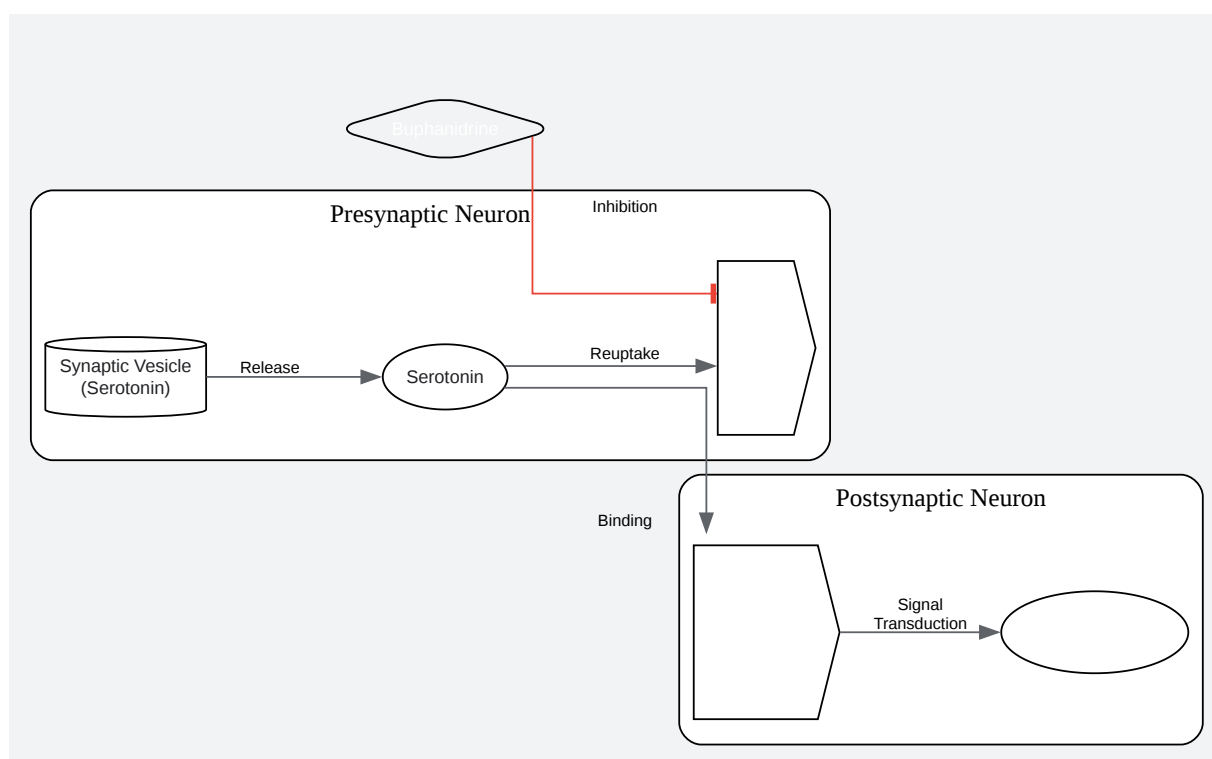 Buphanidrine
Presynaptic Neuron
Inhibition
Synaptic Vesicle
(Serotonin)
Release
Serotonin
Reuptake
Binding
Postsynaptic Neuron
Signal
Transduction